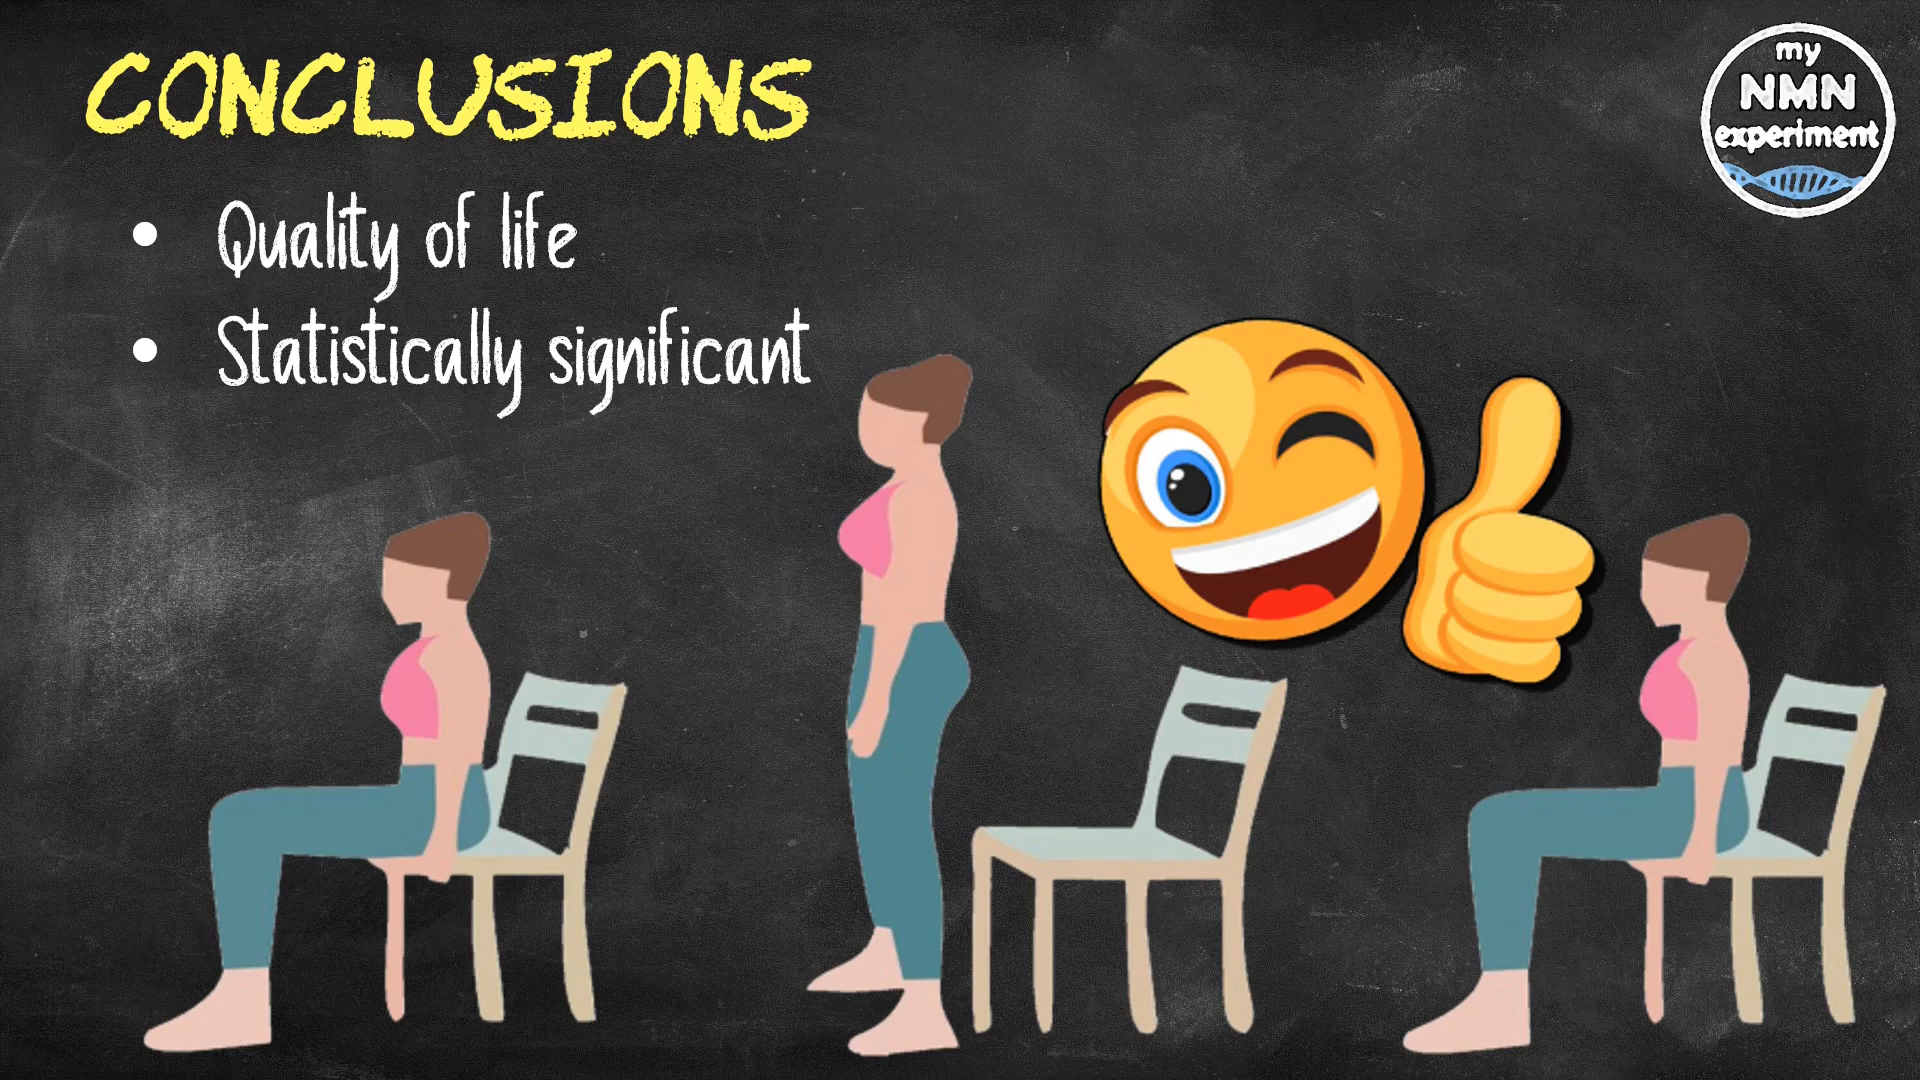 CONCLUSIONS
• Quality of life
• Statistically significant
my
NMN
experiment